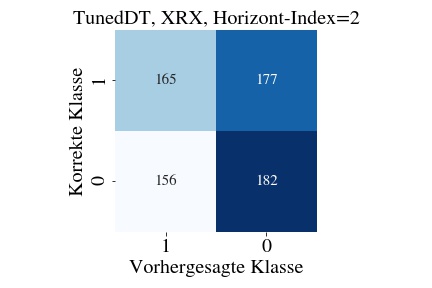 TunedDT, XRX, Horizont-Index=2
Korrekte Klasse
1
165
177
0
156
182
1
0
Vorhergesagte Klasse